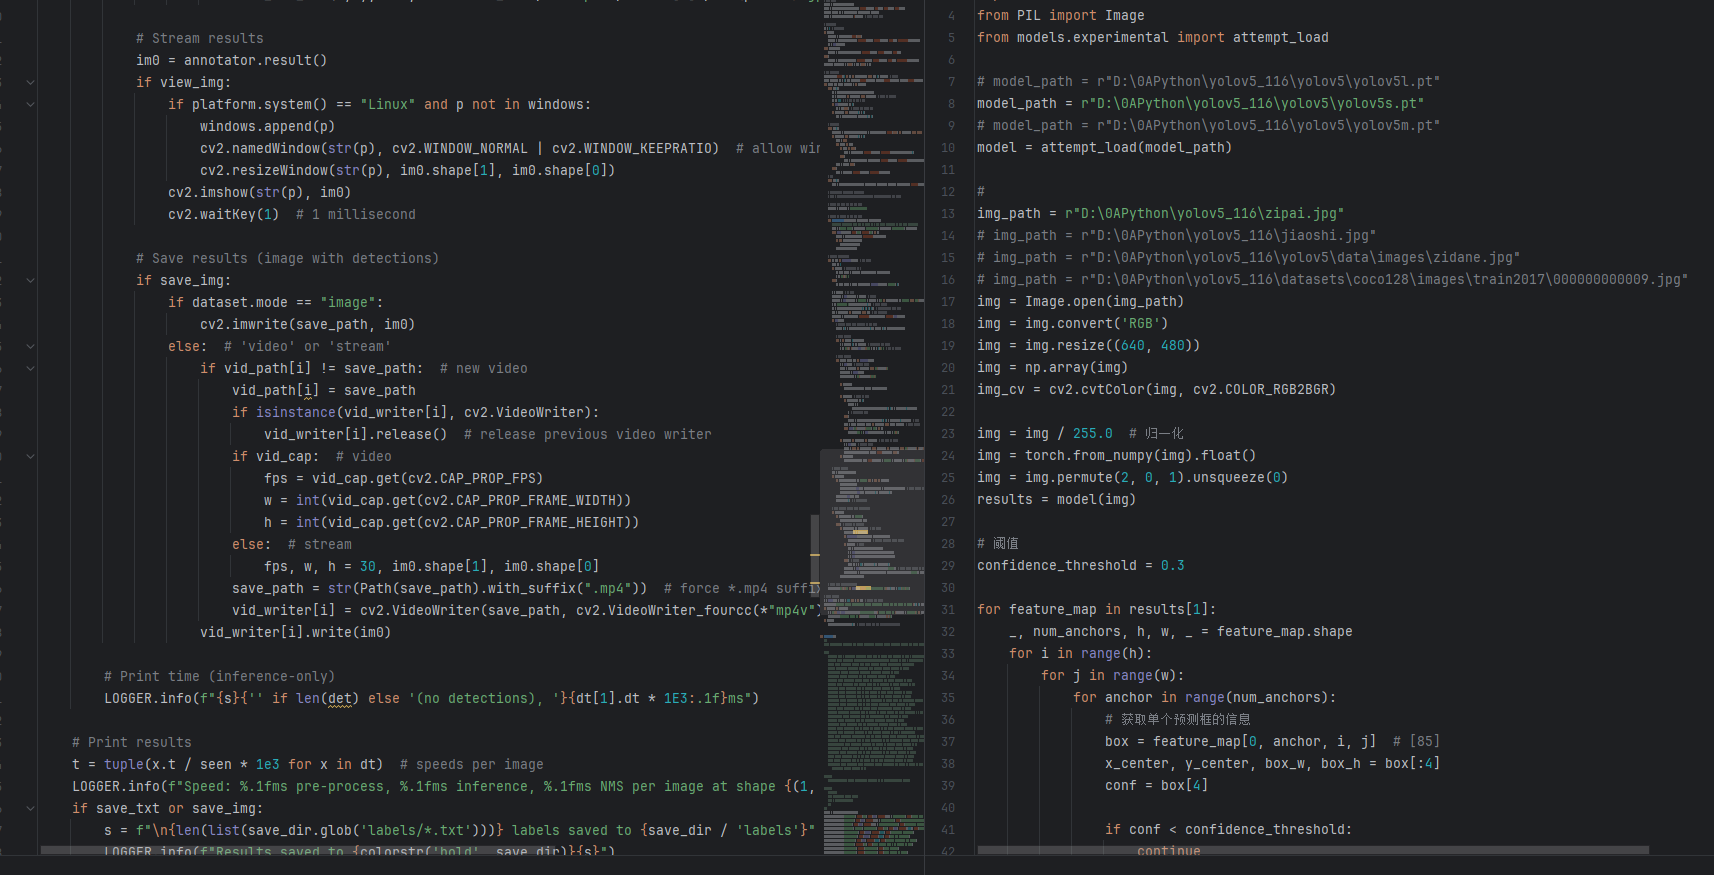 # Stream results
im0 = annotator.result()
if view_img:
if platform.system() == "Linux" and p not in windows:
windows.append(p)
cv2.namedWindow(str(p), cv2.WINDOW_NORMAL | cv2.WINDOW_KEEPRATIO)  # allow win
cv2.resizeWindow(str(p), im0.shape[1], im0.shape[0])
cv2.imshow(str(p), im0)
cv2.waitKey(1)  # 1 millisecond
# Save results (image with detections)
if save_img:
if dataset.mode == "image":
cv2.imwrite(save_path, im0)
else:  # 'video' or 'stream'
if vid_path[i] != save_path:  # new video
vid_path[i] = save_path
if isinstance(vid_writer[i], cv2.VideoWriter):
vid_writer[i].release()  # release previous video writer
if vid_cap:  # video
fps = vid_cap.get(cv2.CAP_PROP_FPS)
w = int(vid_cap.get(cv2.CAP_PROP_FRAME_WIDTH))
h = int(vid_cap.get(cv2.CAP_PROP_FRAME_HEIGHT))
else:  # stream
fps, w, h = 30, im0.shape[1], im0.shape[0]
save_path = str(Path(save_path).with_suffix(".mp4"))  # force *.mp4 suffix
vid_writer[i] = cv2.VideoWriter(save_path, cv2.VideoWriter_fourcc(*"mp4v")
vid_writer[i].write(im0)
# Print time (inference-only)
LOGGER.info(f"{s}{'' if len(det) else '(no detections), '}{dt[1].dt * 1E3:.1f}ms")
# Print results
t = tuple(x.t / seen * 1e3 for x in dt)  # speeds per image
LOGGER.info(f"Speed: %.1fms pre-process, %.1fms inference, %.1fms NMS per image at shape {(1,
if save_txt or save_img:
s = f"\n{len(list(save_dir.glob('labels/*.txt')))} labels saved to {save_dir / 'labels'}"
LOGGER.info(f"Results saved to {colorstr('bold', save_dir)}{s}")
4 from PIL import Image
5 from models.experimental import attempt_load
6
7 # model_path = r"D:\0APython\yolov5_116\yolov5\yolov5l.pt"
8 model_path = r"D:\0APython\yolov5_116\yolov5\yolov5s.pt"
9 # model_path = r"D:\0APython\yolov5_116\yolov5\yolov5m.pt"
10 model = attempt_load(model_path)
11
12 #
13 img_path = r"D:\0APython\yolov5_116\zipai.jpg"
14 # img_path = r"D:\0APython\yolov5_116\jiaoshi.jpg"
15 # img_path = r"D:\0APython\yolov5_116\yolov5\data\images\zidane.jpg"
16 # img_path = r"D:\0APython\yolov5_116\datasets\coco128\images\train2017\000000000009.jpg"
17 img = Image.open(img_path)
18 img = img.convert('RGB')
19 img = img.resize((640, 480))
20 img = np.array(img)
21 img_cv = cv2.cvtColor(img, cv2.COLOR_RGB2BGR)
22
23 img = img / 255.0  # 归一化
24 img = torch.from_numpy(img).float()
25 img = img.permute(2, 0, 1).unsqueeze(0)
26 results = model(img)
27
28 # 阈值
29 confidence_threshold = 0.3
30
31 for feature_map in results[1]:
32 _, num_anchors, h, w, _ = feature_map.shape
33 for i in range(h):
34 for j in range(w):
35 for anchor in range(num_anchors):
36 # 获取单个预测框的信息
37 box = feature_map[0, anchor, i, j]  # [85]
38 x_center, y_center, box_w, box_h = box[:4]
39 conf = box[4]
40
41 if conf < confidence_threshold:
42 continue